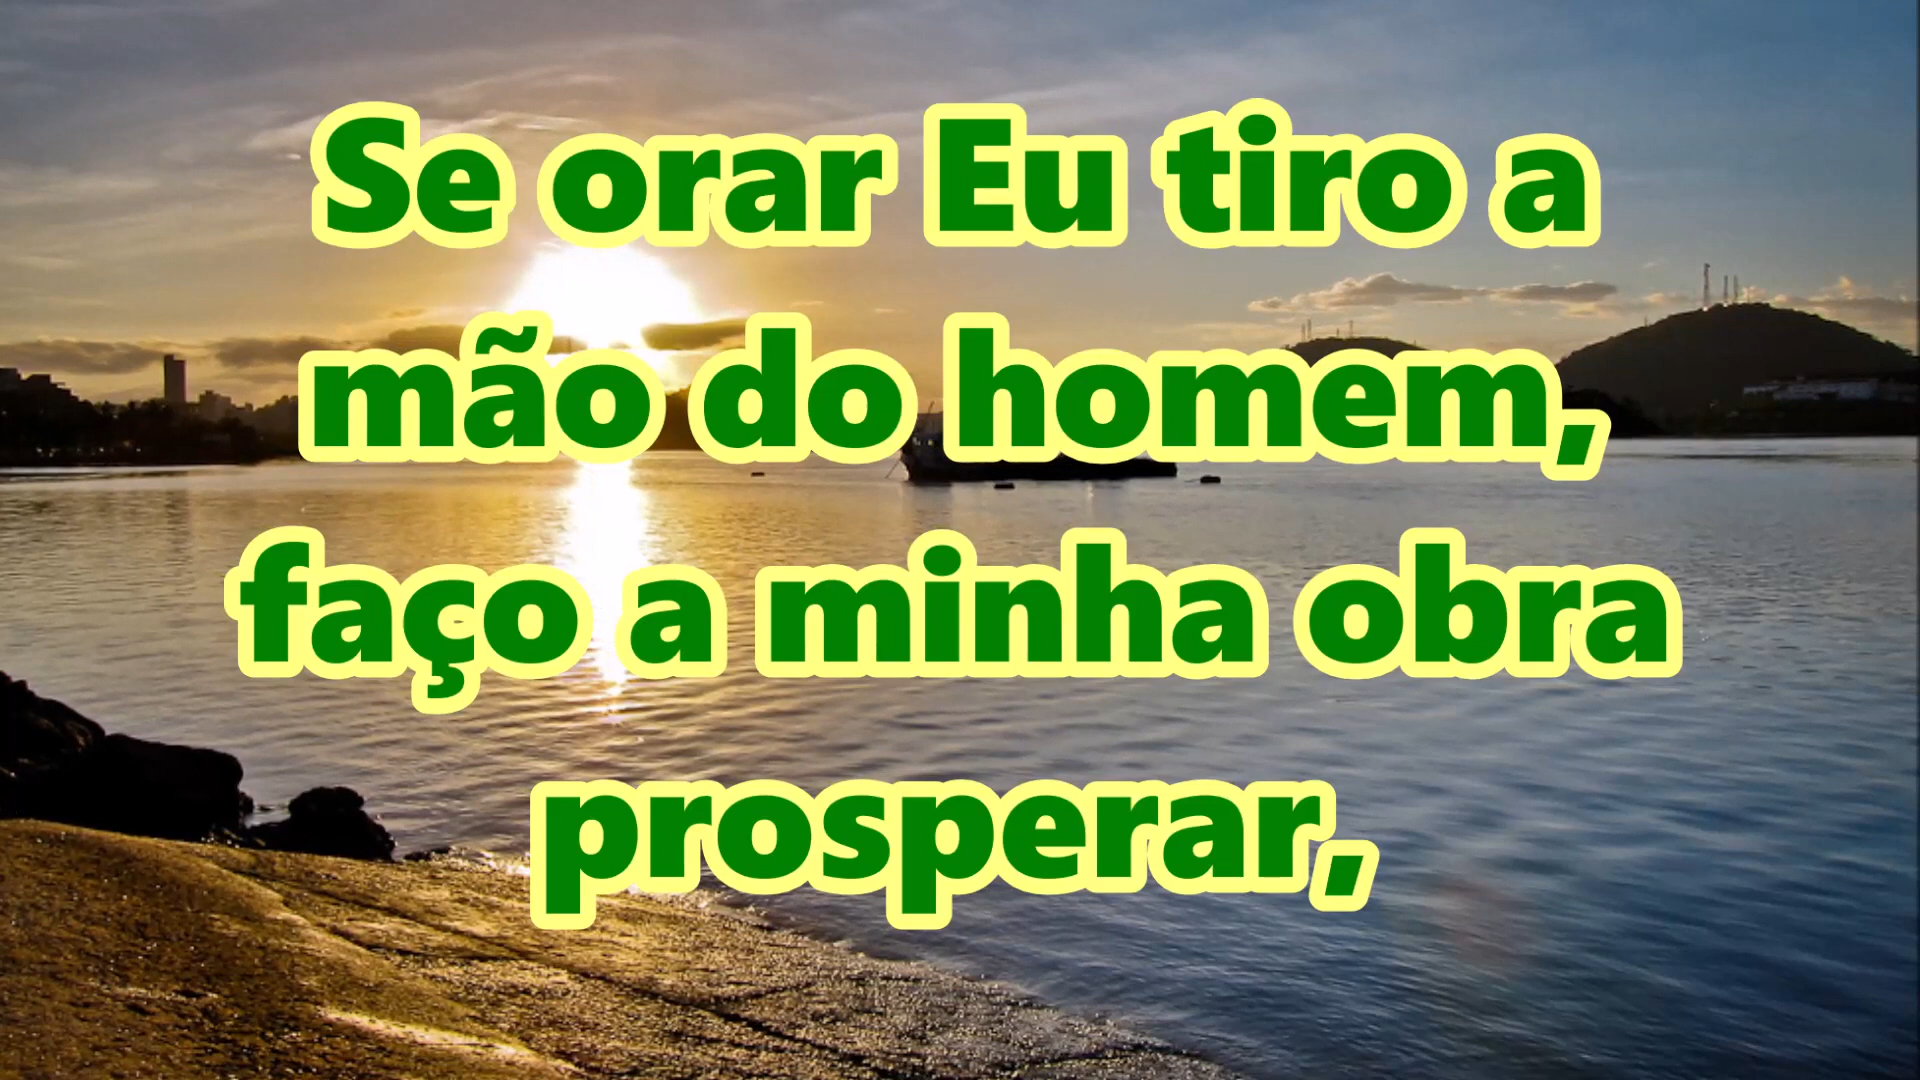 Se orar Eu tiro a
mão do homem,
faço a minha obra
prosperar,